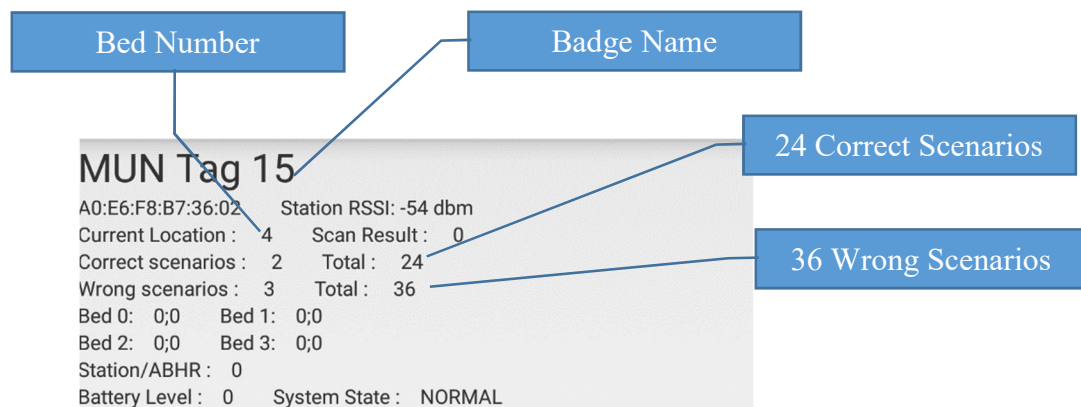 Bed Number
Badge Name
24 Correct Scenarios
36 Wrong Scenarios
MUN Tag 15
A0:E6:F8:B7:36:02 Station RSSI: -54 dbm
Current Location : 4 Scan Result : 0
Correct scenarios : 2 Total : 24
Wrong scenarios : 3 Total : 36
Bed 0: 0;0 Bed 1: 0;0
Bed 2: 0;0 Bed 3: 0;0
Station/ABHR : 0
Battery Level : 0 System State : NORMAL